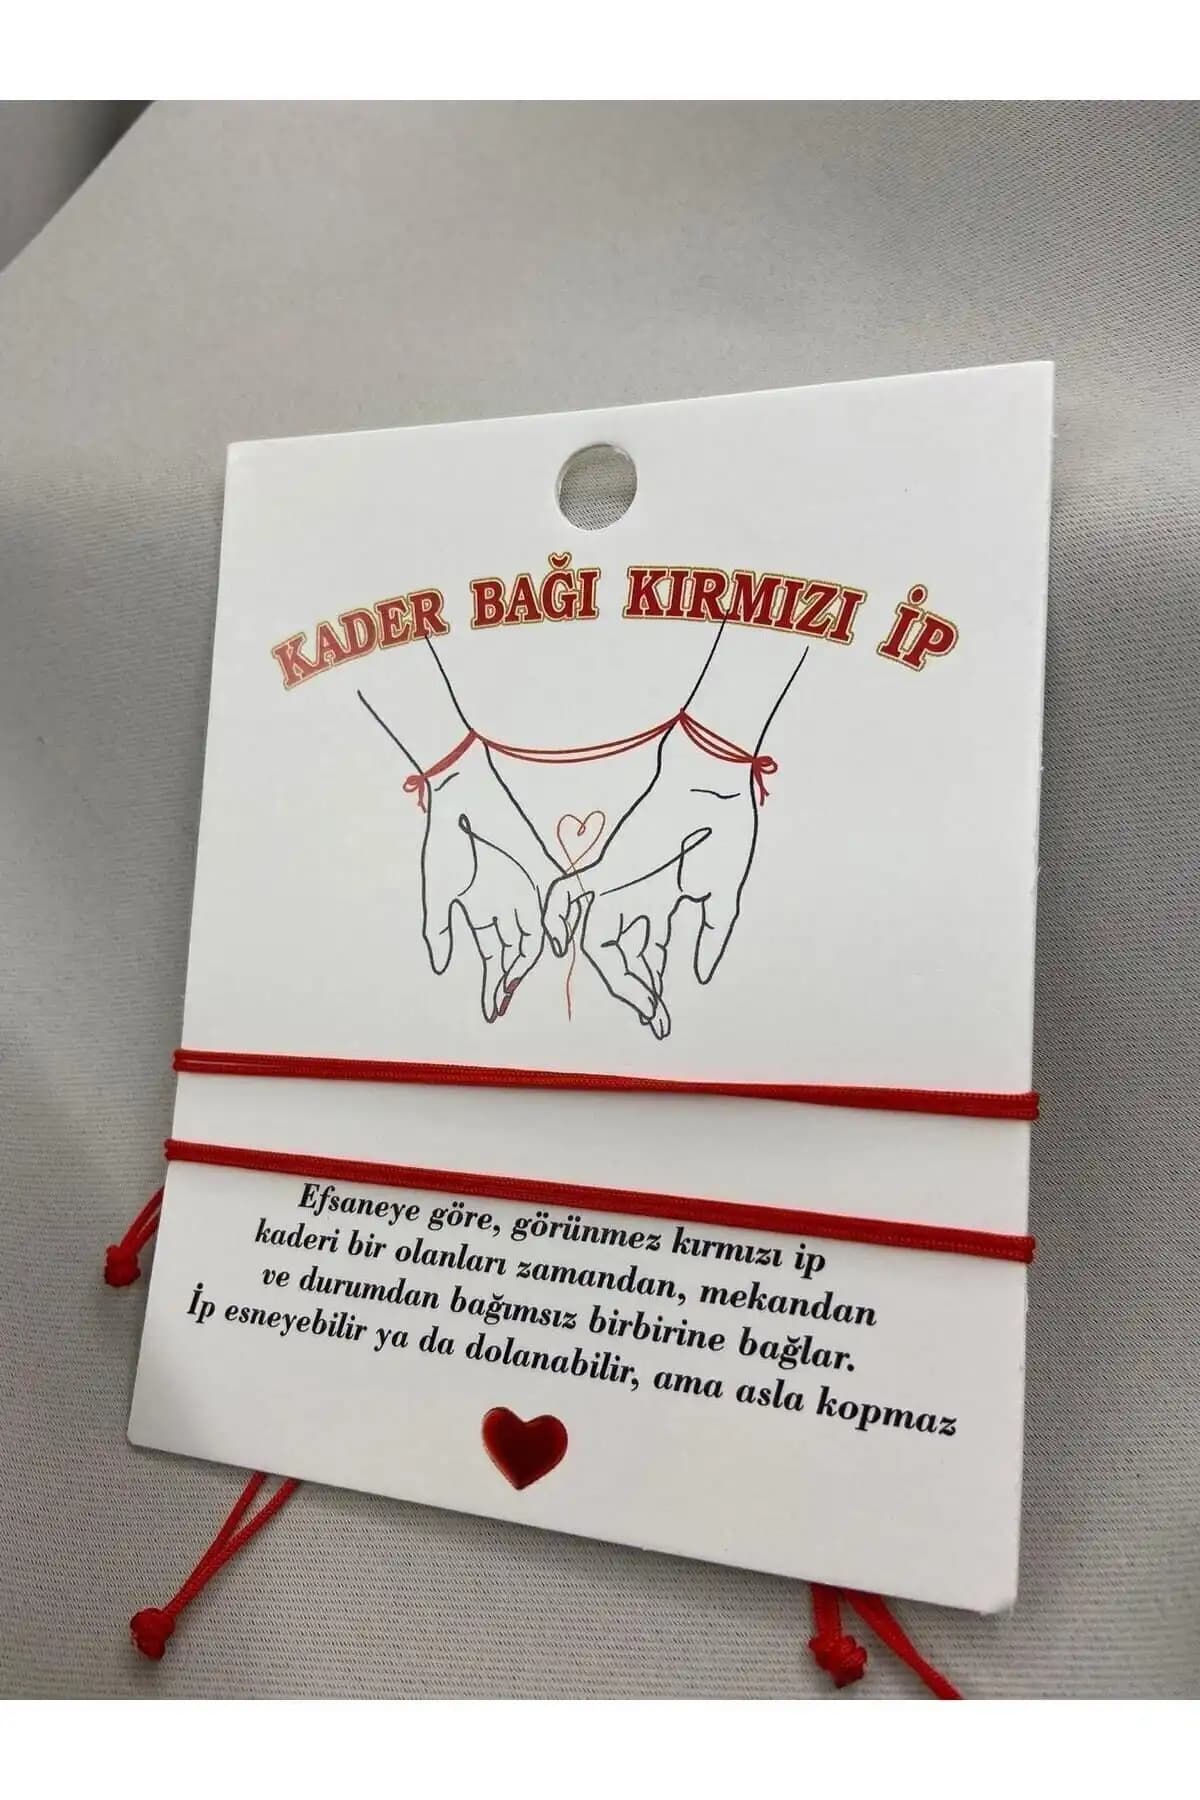 KADER BAĞI KIRMIZI İP
Efsaneye göre, görünmez kırmızı ip
kaderi bir olanları zamandan, mekandan
ve durumdan bağımsız birbirine bağlar.
İp esneyebilir ya da dolanabilir, ama asla kopmaz